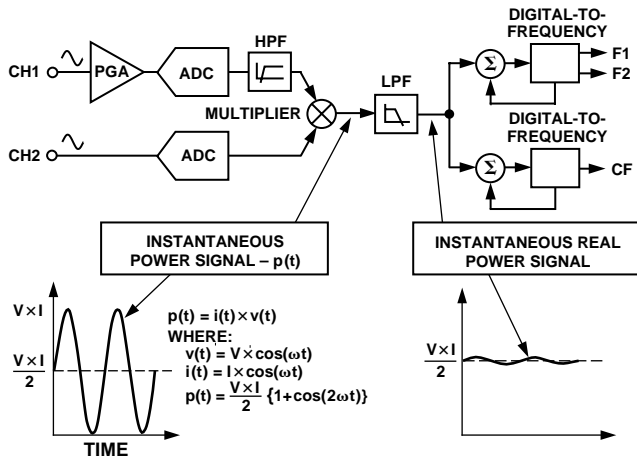 DIGITAL-TO-
FREQUENCY
CH1
PGA
ADC
HPF
MULTIPLIER
LPF
Σ
F1
F2
CH2
ADC
DIGITAL-TO-
FREQUENCY
Σ
CF
INSTANTANEOUS
POWER SIGNAL – p(t)
INSTANTANEOUS REAL
POWER SIGNAL
V × I
V × I
2
TIME
p(t) = i(t) × v(t)
WHERE:
v(t) = V × cos(ωt)
i(t) = I × cos(ωt)
p(t) = V × I / 2 {1+cos(2ωt)}
V × I
2